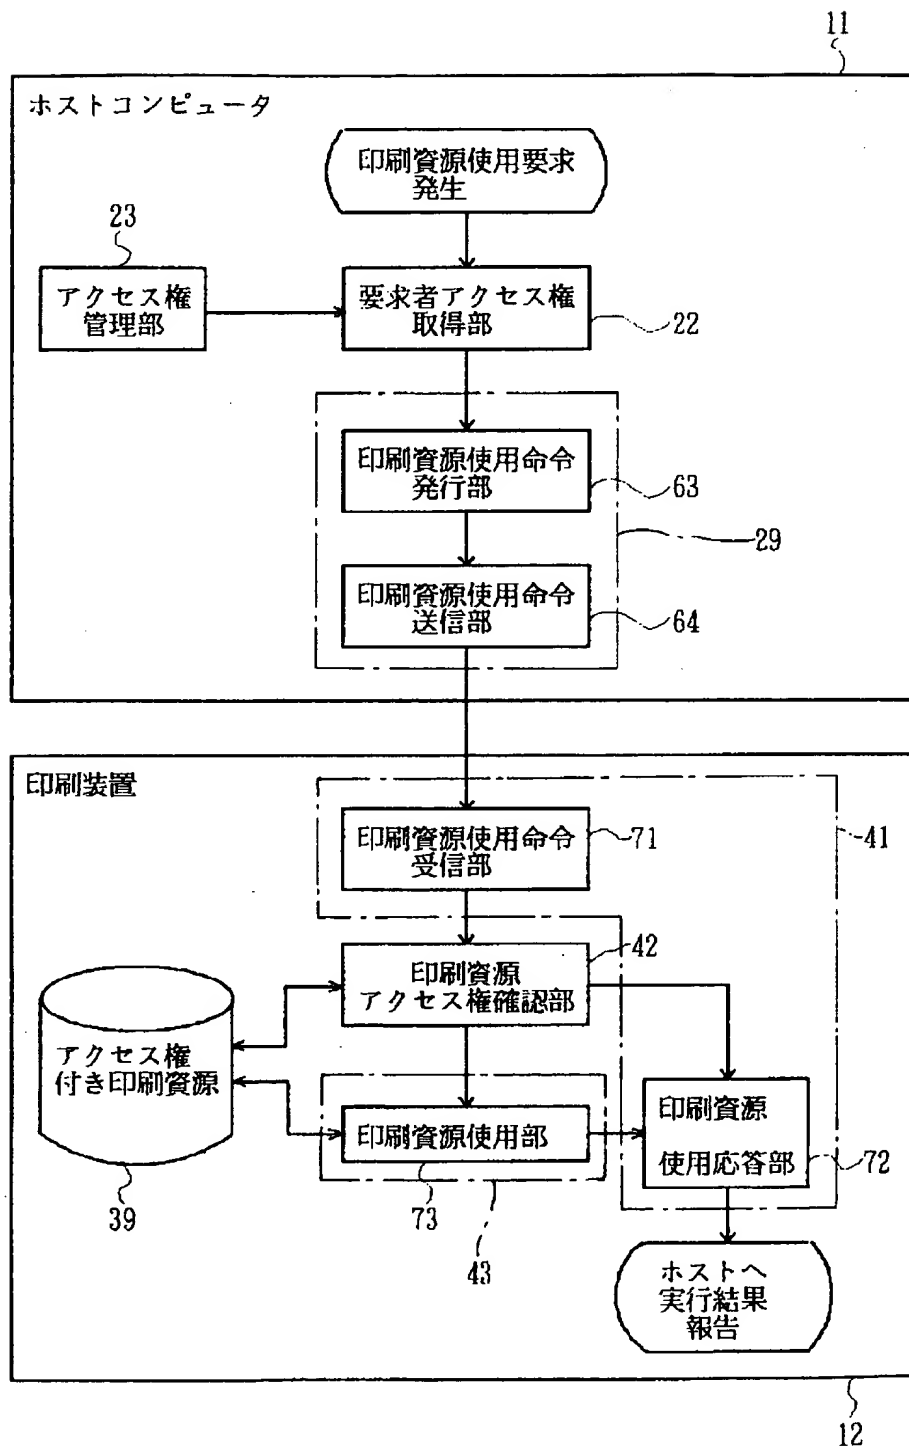 11
ホストコンピュータ
印刷資源使用要求
発生
23
アクセス権
管理部
要求者アクセス権
取得部
22
印刷資源使用命令
発行部
63
29
印刷資源使用命令
送信部
64
印刷装置
印刷資源使用命令
受信部
71
41
42
印刷資源
アクセス権確認部
アクセス権
付き印刷資源
39
印刷資源使用部
73
43
印刷資源
使用応答部
72
ホストへ
実行結果
報告
12